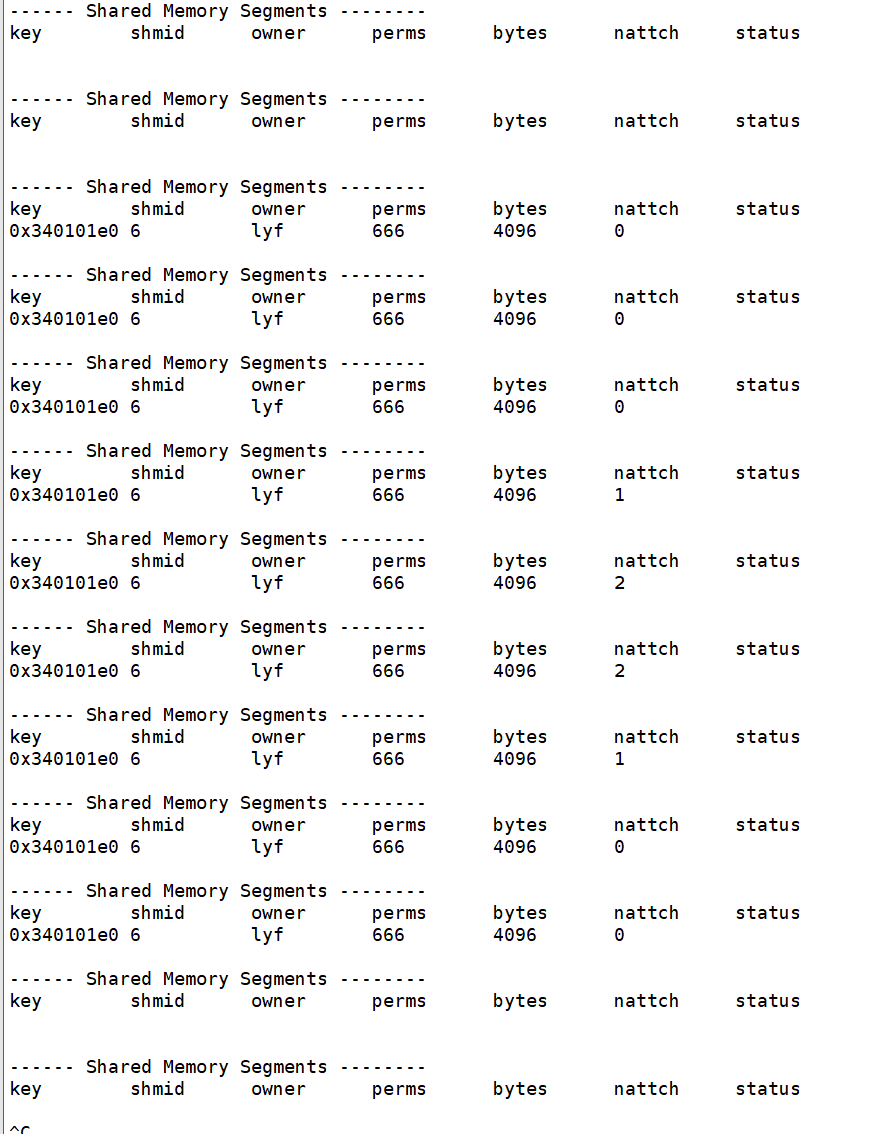 ------ Shared Memory Segments --------
key        shmid      owner      perms      bytes      nattch     status

------ Shared Memory Segments --------
key        shmid      owner      perms      bytes      nattch     status

------ Shared Memory Segments --------
key        shmid      owner      perms      bytes      nattch     status
0x340101e0 6          lyf        666        4096       0

------ Shared Memory Segments --------
key        shmid      owner      perms      bytes      nattch     status
0x340101e0 6          lyf        666        4096       0

------ Shared Memory Segments --------
key        shmid      owner      perms      bytes      nattch     status
0x340101e0 6          lyf        666        4096       0

------ Shared Memory Segments --------
key        shmid      owner      perms      bytes      nattch     status
0x340101e0 6          lyf        666        4096       1

------ Shared Memory Segments --------
key        shmid      owner      perms      bytes      nattch     status
0x340101e0 6          lyf        666        4096       2

------ Shared Memory Segments --------
key        shmid      owner      perms      bytes      nattch     status
0x340101e0 6          lyf        666        4096       2

------ Shared Memory Segments --------
key        shmid      owner      perms      bytes      nattch     status
0x340101e0 6          lyf        666        4096       1

------ Shared Memory Segments --------
key        shmid      owner      perms      bytes      nattch     status
0x340101e0 6          lyf        666        4096       0

------ Shared Memory Segments --------
key        shmid      owner      perms      bytes      nattch     status
0x340101e0 6          lyf        666        4096       0

------ Shared Memory Segments --------
key        shmid      owner      perms      bytes      nattch     status

------ Shared Memory Segments --------
key        shmid      owner      perms      bytes      nattch     status

^C